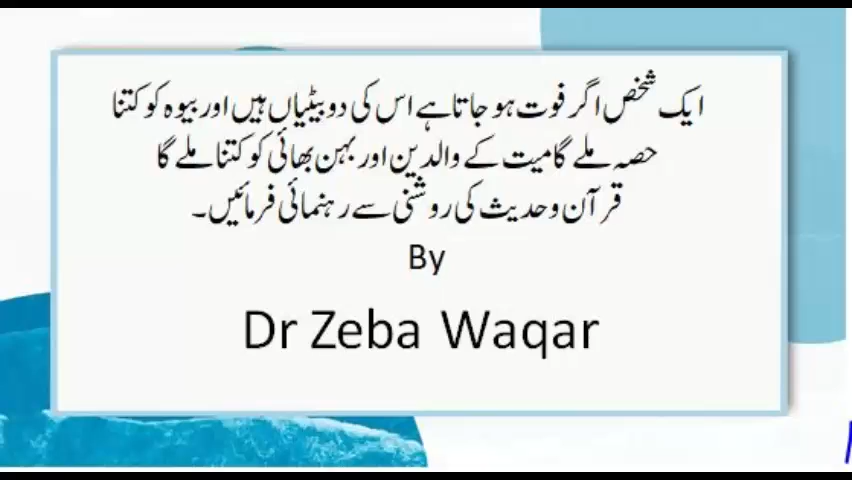 ایک شخص اگر فوت ہو جاتا ہے اس کی دو بیٹیاں ہیں اور بیوہ کو کتنا
حصہ ملے گا میت کے والدین اور بہن بھائی کو کتنا ملے گا
قرآن و حدیث کی روشنی سے رہنمائی فرمائیں۔
By
Dr Zeba Waqar